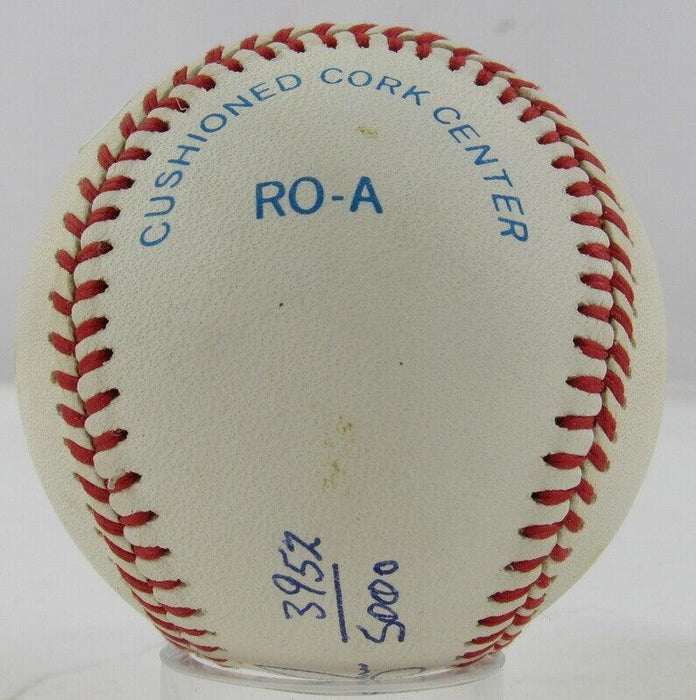 CUSHIONED CORK CENTER
RO-A
3952
5000